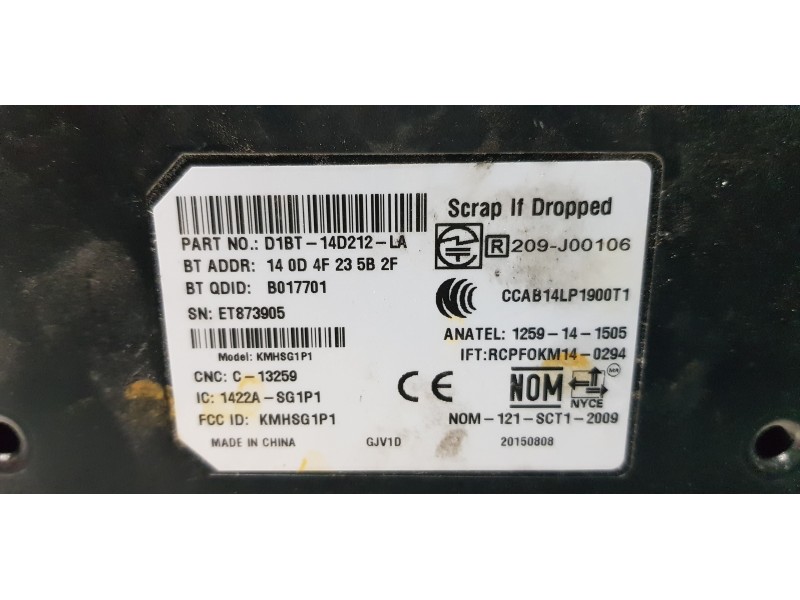 Scrap If Dropped
PART NO.: D1BT-14D212-LA
R 209-J00106
BT ADDR: 14 0D 4F 23 5B 2F
BT QDID: B017701
CCAB14LP1900T1
SN: ET873905
ANATEL: 1259-14-1505
Model: KMHSG1P1
IFT:RCPFOKM14-0294
CNC: C-13259
CE
NOM
MA
NYCE
IC: 1422A-SG1P1
FCC ID: KMHSG1P1
NOM-121-SCT1-2009
MADE IN CHINA
GJV1D
20150808